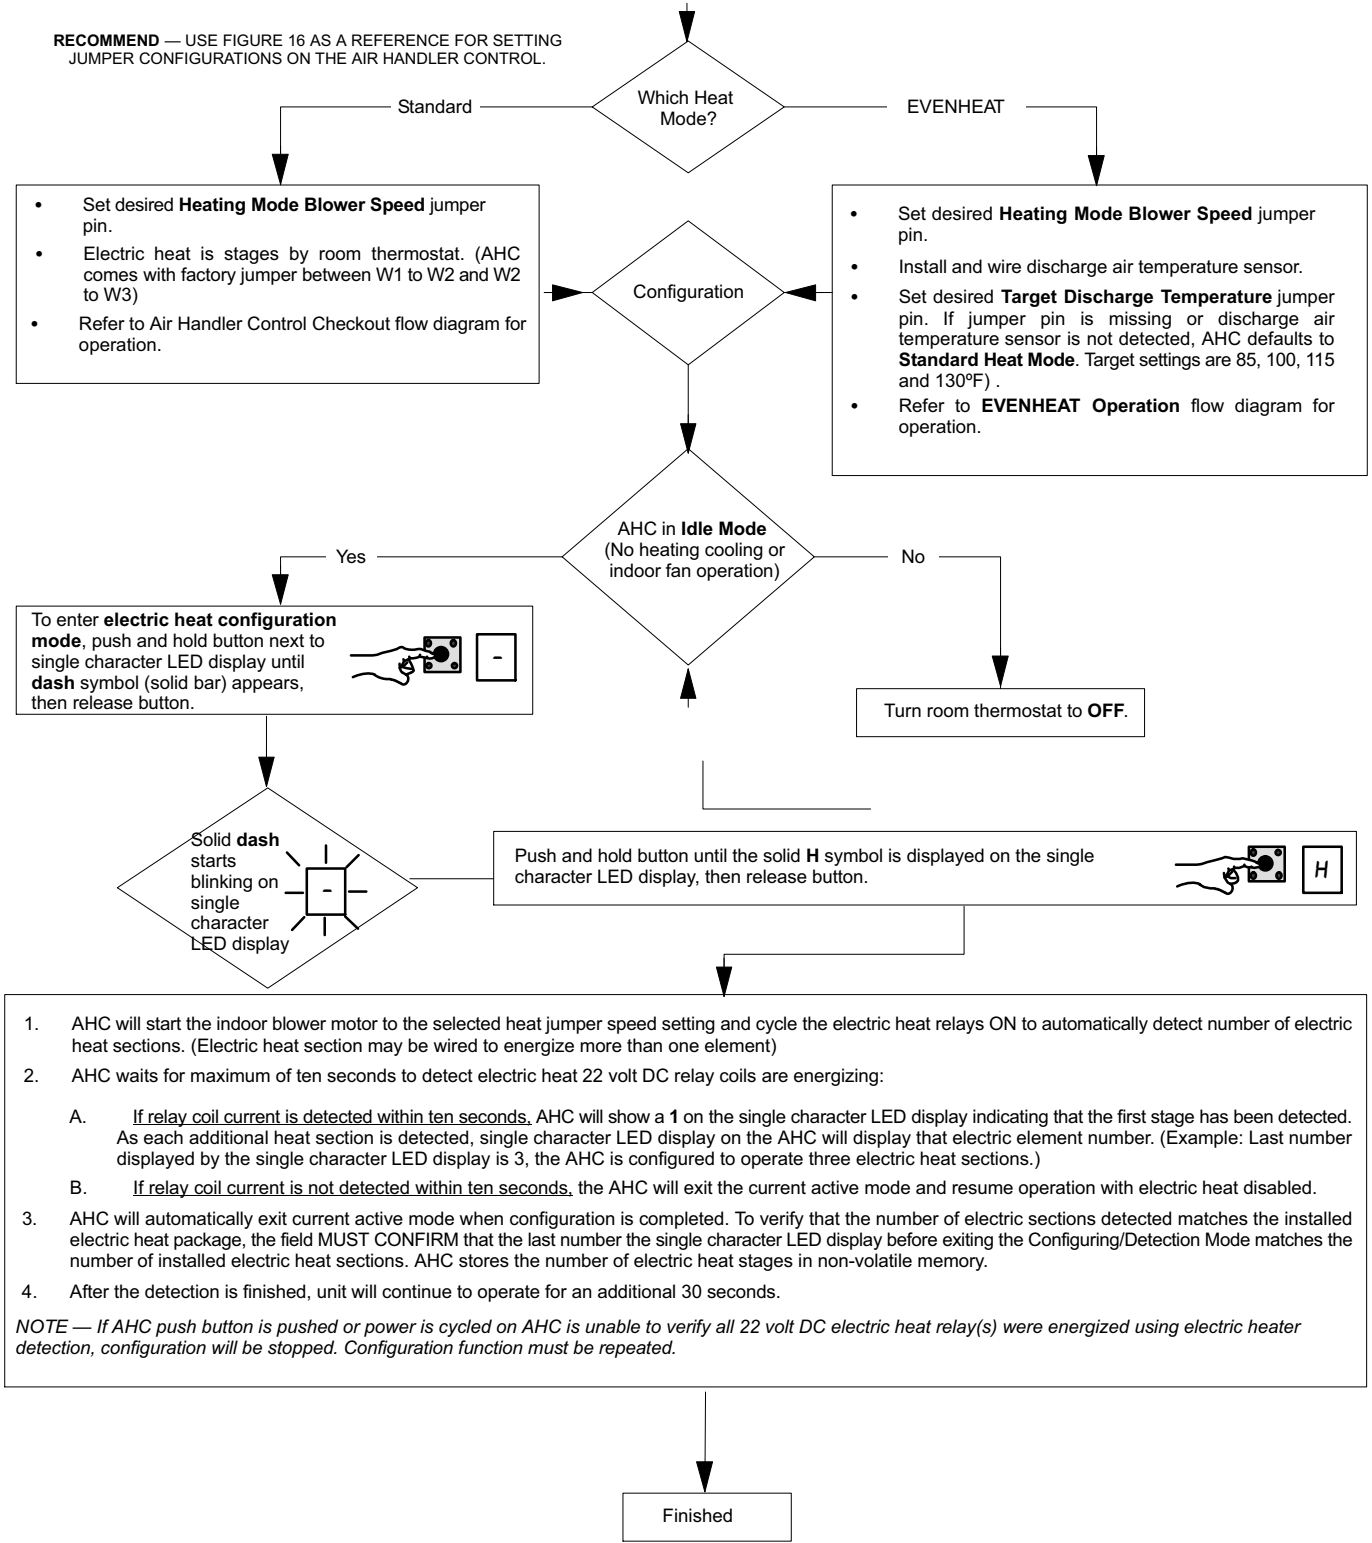 RECOMMEND — USE FIGURE 16 AS A REFERENCE FOR SETTING
JUMPER CONFIGURATIONS ON THE AIR HANDLER CONTROL.
Which Heat
Mode?
Standard
EVENHEAT
• Set desired Heating Mode Blower Speed jumper
pin.
• Electric heat is stages by room thermostat. (AHC
comes with factory jumper between W1 to W2 and W2
to W3)
• Refer to Air Handler Control Checkout flow diagram for
operation.
Configuration
• Set desired Heating Mode Blower Speed jumper
pin.
• Install and wire discharge air temperature sensor.
• Set desired Target Discharge Temperature jumper
pin. If jumper pin is missing or discharge air
temperature sensor is not detected, AHC defaults to
Standard Heat Mode. Target settings are 85, 100, 115
and 130ºF) .
• Refer to EVENHEAT Operation flow diagram for
operation.
AHC in Idle Mode
(No heating cooling or
indoor fan operation)
Yes
No
To enter electric heat configuration
mode, push and hold button next to
single character LED display until
dash symbol (solid bar) appears,
then release button.
-
Turn room thermostat to OFF.
Solid dash
starts
blinking on
single
character
LED display
-
Push and hold button until the solid H symbol is displayed on the single
character LED display, then release button.
H
1. AHC will start the indoor blower motor to the selected heat jumper speed setting and cycle the electric heat relays ON to automatically detect number of electric
heat sections. (Electric heat section may be wired to energize more than one element)
2. AHC waits for maximum of ten seconds to detect electric heat 22 volt DC relay coils are energizing:
A. If relay coil current is detected within ten seconds, AHC will show a 1 on the single character LED display indicating that the first stage has been detected.
As each additional heat section is detected, single character LED display on the AHC will display that electric element number. (Example: Last number
displayed by the single character LED display is 3, the AHC is configured to operate three electric heat sections.)
B. If relay coil current is not detected within ten seconds, the AHC will exit the current active mode and resume operation with electric heat disabled.
3. AHC will automatically exit current active mode when configuration is completed. To verify that the number of electric sections detected matches the installed
electric heat package, the field MUST CONFIRM that the last number the single character LED display before exiting the Configuring/Detection Mode matches the
number of installed electric heat sections. AHC stores the number of electric heat stages in non-volatile memory.
4. After the detection is finished, unit will continue to operate for an additional 30 seconds.
NOTE — If AHC push button is pushed or power is cycled on AHC is unable to verify all 22 volt DC electric heat relay(s) were energized using electric heater
detection, configuration will be stopped. Configuration function must be repeated.
Finished